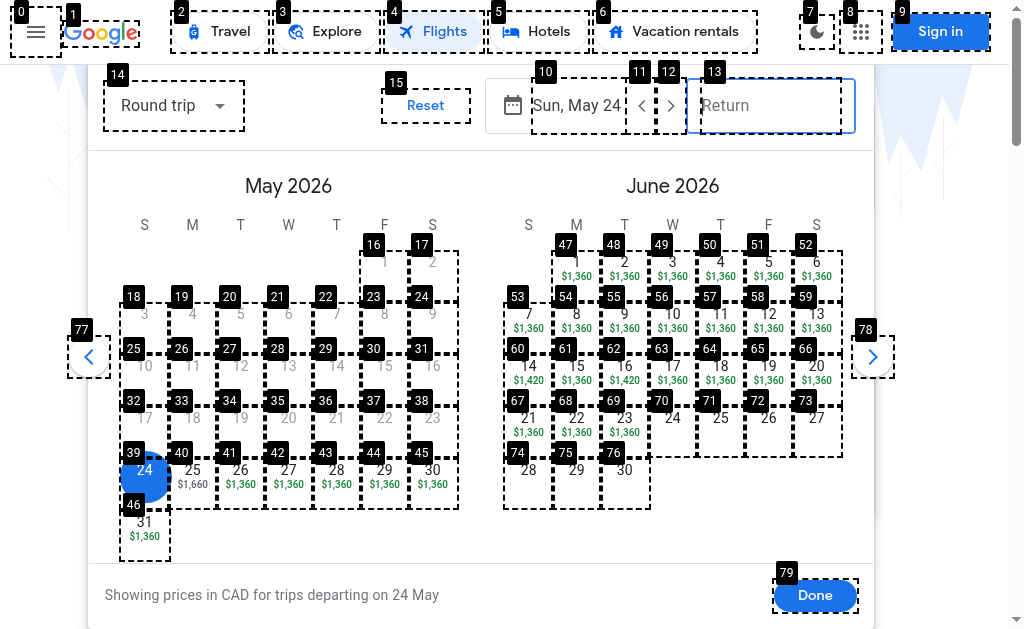 0 1 2 3 4 5 6 7 8 9
Google Travel Explore Flights Hotels Vacation rentals Sign in
14 15 10 11 12 13
Round trip Reset Sun, May 24 Return
May 2026 June 2026
S M T W T F S S M T W T F S
16 17 47 48 49 50 51 52
1 2 1 2 3 4 5 6
$1,360 $1,360 $1,360 $1,360 $1,360 $1,360
18 19 20 21 22 23 24 53 54 55 56 57 58 59
3 4 5 6 7 8 9 7 8 9 10 11 12 13
$1,360 $1,360 $1,360 $1,360 $1,360 $1,360 $1,360
77 78
25 26 27 28 29 30 31 60 61 62 63 64 65 66
10 11 12 13 14 15 16 14 15 16 17 18 19 20
$1,420 $1,360 $1,420 $1,360 $1,360 $1,360 $1,360
32 33 34 35 36 37 38 67 68 69 70 71 72 73
17 18 19 20 21 22 23 21 22 23 24 25 26 27
$1,360 $1,360 $1,360
39 40 41 42 43 44 45 74 75 76
24 25 26 27 28 29 30 28 29 30
$1,660 $1,360 $1,360 $1,360 $1,360 $1,360
46
31
$1,360
79
Showing prices in CAD for trips departing on 24 May Done